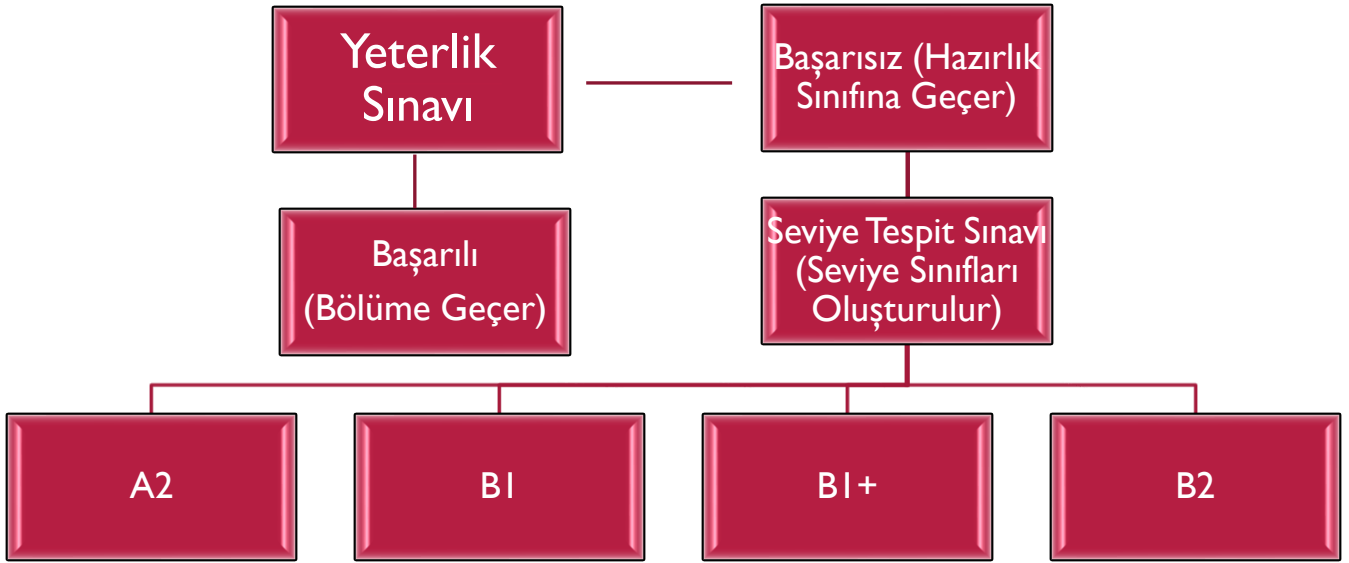 Yeterlik
Sınavı
Başarısız (Hazırlık
Sınıfına Geçer)
Başarılı
(Bölüme Geçer)
Seviye Tespit Sınavı
(Seviye Sınıfları
Oluşturulur)
A2
B1
B1+
B2